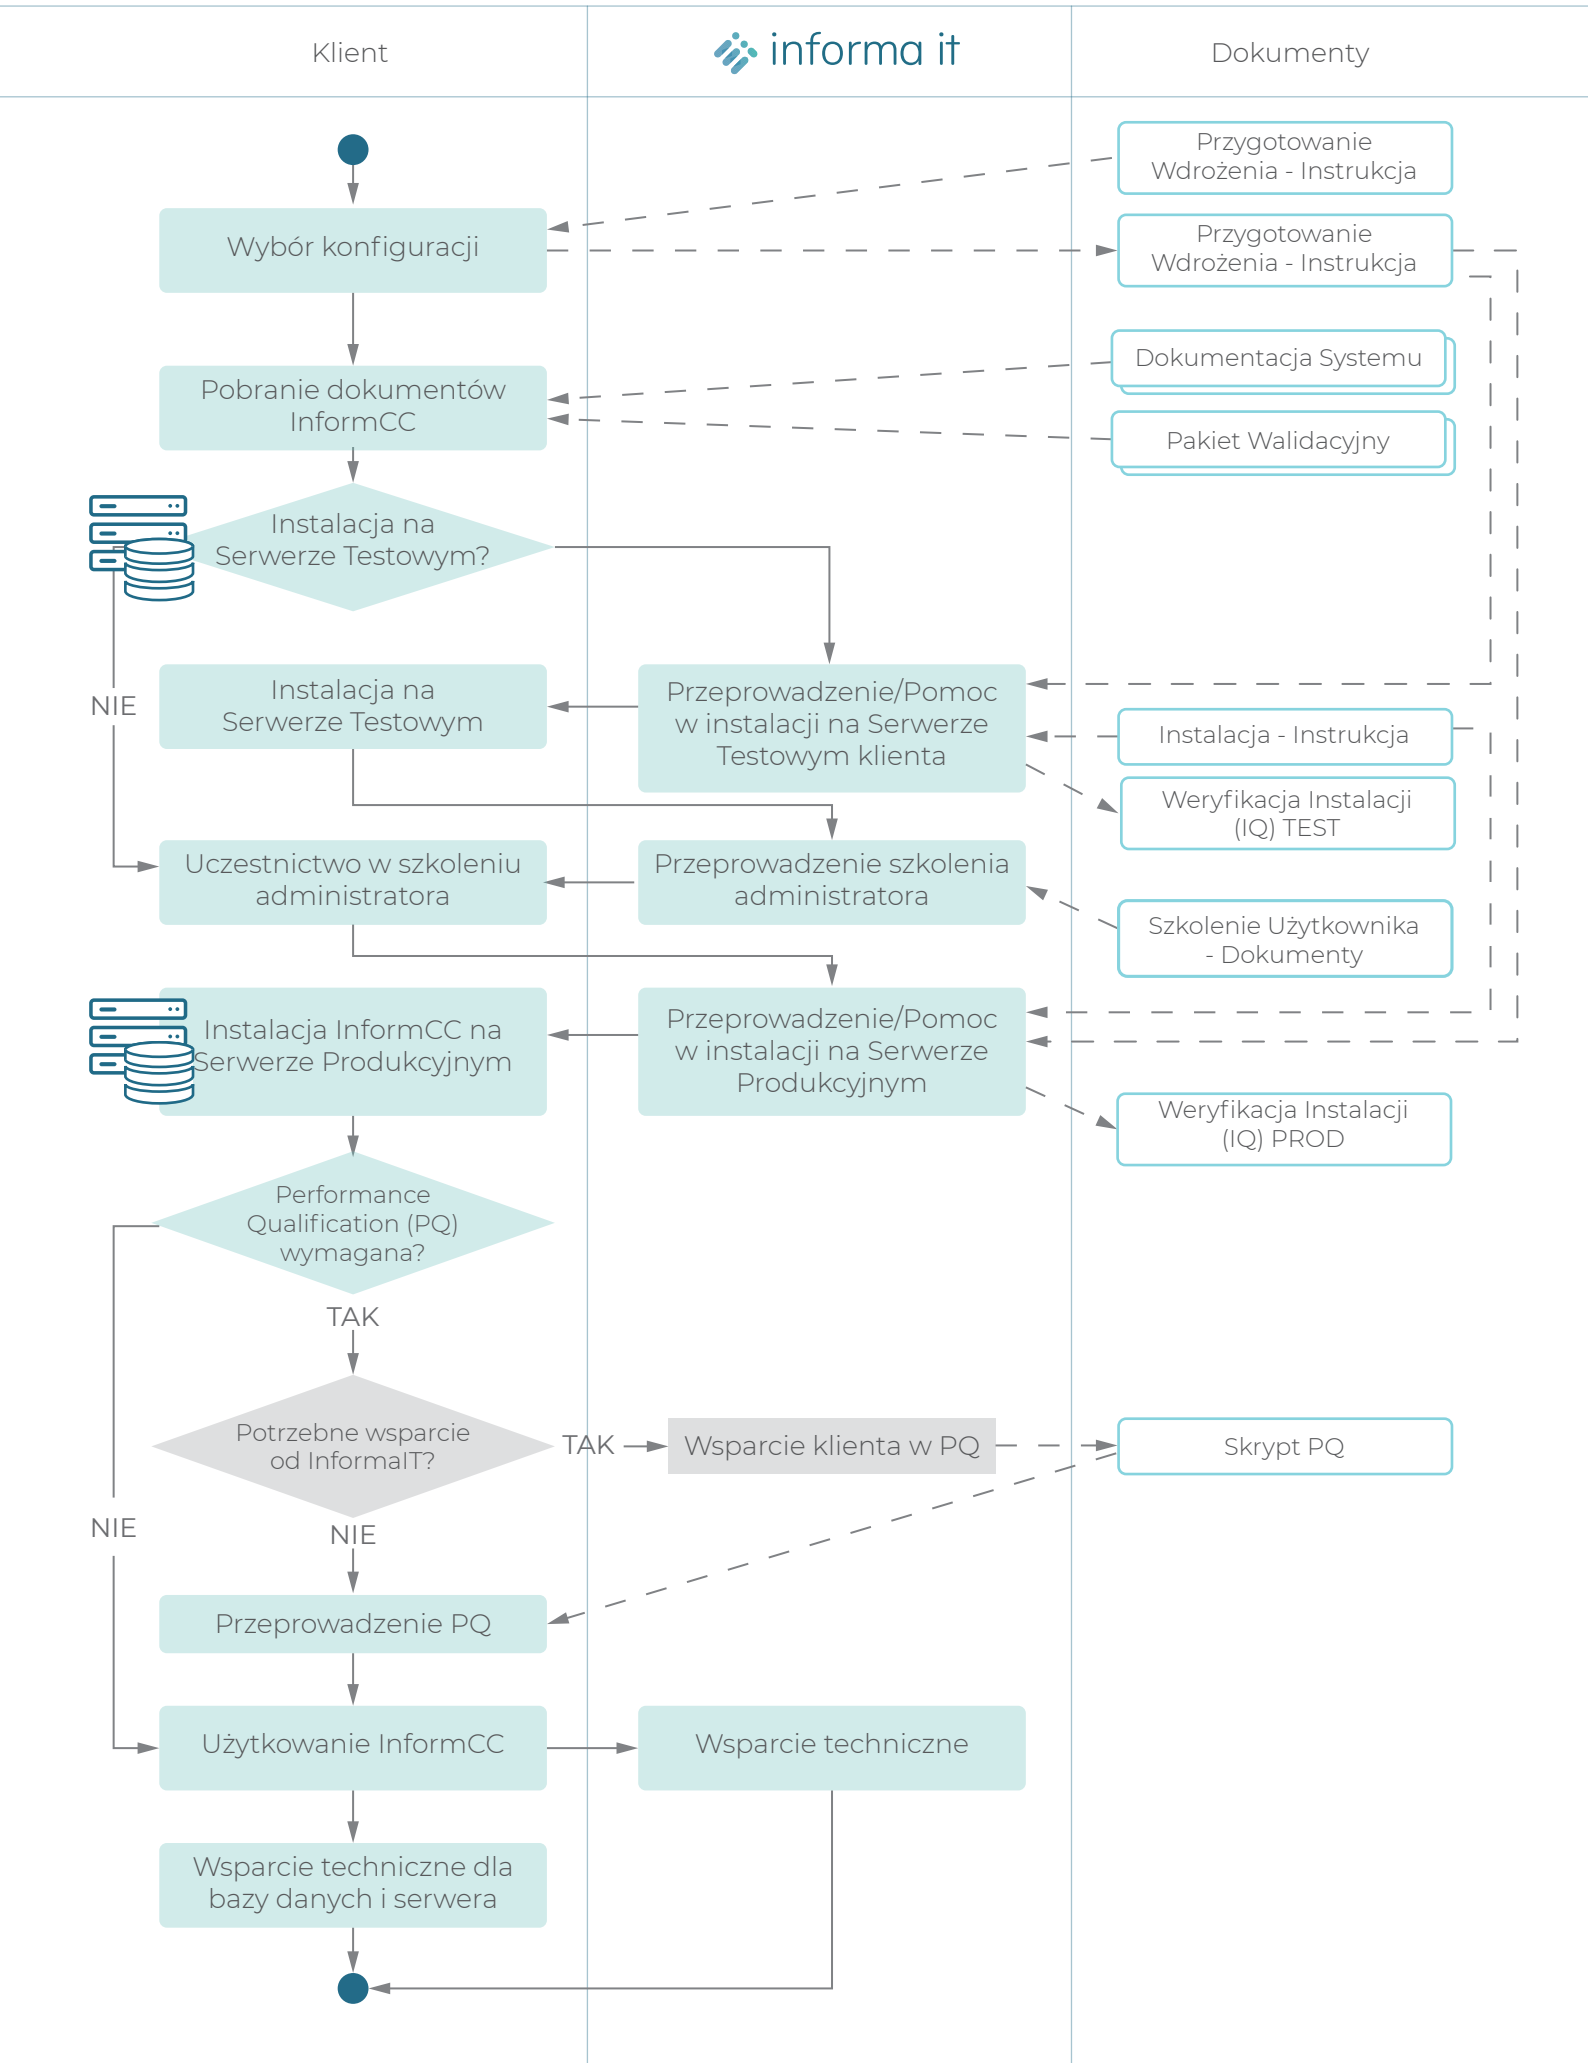 Klient
informa it
Dokumenty
Przygotowanie
Wdrożenia - Instrukcja
Wybór konfiguracji
Przygotowanie
Wdrożenia - Instrukcja
Pobranie dokumentów
InformCC
Dokumentacja Systemu
Pakiet Walidacyjny
Instalacja na
Serwerze Testowym?
NIE
Instalacja na
Serwerze Testowym
Przeprowadzenie/Pomoc
w instalacji na Serwerze
Testowym klienta
Instalacja - Instrukcja
Weryfikacja Instalacji
(IQ) TEST
Uczestnictwo w szkoleniu
administratora
Przeprowadzenie szkolenia
administratora
Szkolenie Użytkownika
- Dokumenty
Instalacja InformCC na
Serwerze Produkcyjnym
Przeprowadzenie/Pomoc
w instalacji na Serwerze
Produkcyjnym
Weryfikacja Instalacji
(IQ) PROD
Performance
Qualification (PQ)
wymagana?
TAK
Potrzebne wsparcie
od InformaIT?
TAK
Wsparcie klienta w PQ
Skrypt PQ
NIE
NIE
Przeprowadzenie PQ
Użytkowanie InformCC
Wsparcie techniczne
Wsparcie techniczne dla
bazy danych i serwera